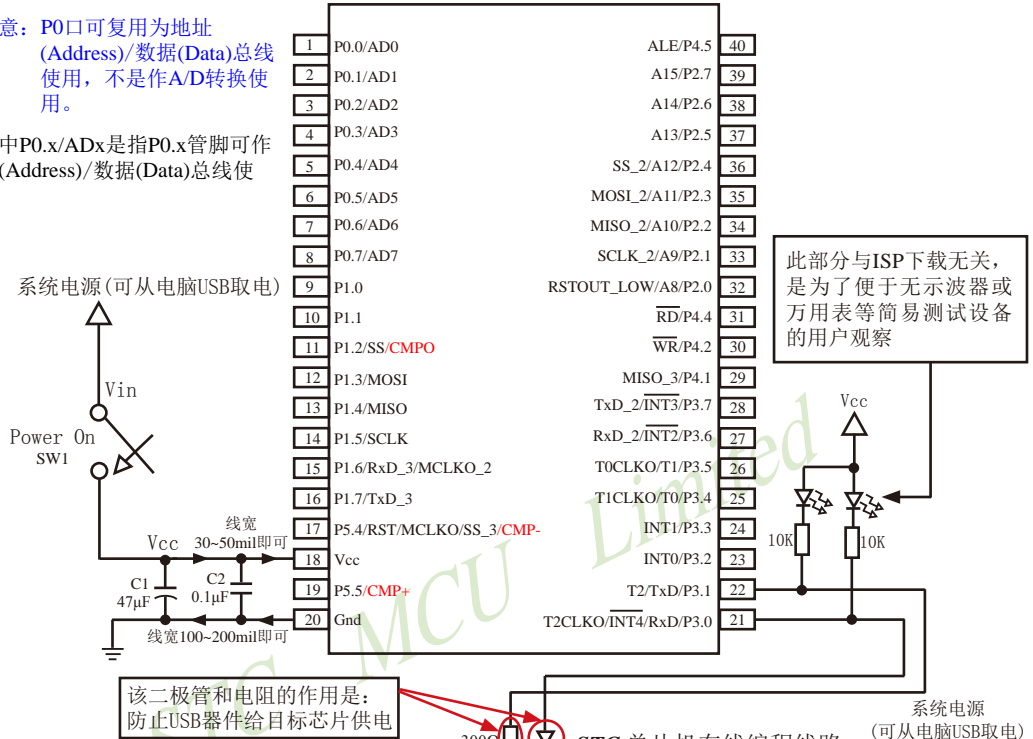 意：P0口可复用为地址
(Address)/数据(Data)总线
使用，不是作A/D转换使
用。
中P0.x/ADx是指P0.x管脚可作
(Address)/数据(Data)总线使
1 P0.0/AD0
2 P0.1/AD1
3 P0.2/AD2
4 P0.3/AD3
5 P0.4/AD4
6 P0.5/AD5
7 P0.6/AD6
8 P0.7/AD7
9 P1.0
10 P1.1
11 P1.2/SS/CMPO
12 P1.3/MOSI
13 P1.4/MISO
14 P1.5/SCLK
15 P1.6/RxD_3/MCLKO_2
16 P1.7/TxD_3
17 P5.4/RST/MCLKO/SS_3/CMP-
18 Vcc
19 P5.5/CMP+
20 Gnd
ALE/P4.5 40
A15/P2.7 39
A14/P2.6 38
A13/P2.5 37
SS_2/A12/P2.4 36
MOSI_2/A11/P2.3 35
MISO_2/A10/P2.2 34
SCLK_2/A9/P2.1 33
RSTOUT_LOW/A8/P2.0 32
RD/P4.4 31
WR/P4.2 30
MISO_3/P4.1 29
TxD_2/INT3/P3.7 28
RxD_2/INT2/P3.6 27
T0CLKO/T1/P3.5 26
T1CLKO/T0/P3.4 25
INT1/P3.3 24
INT0/P3.2 23
T2/TxD/P3.1 22
T2CLKO/INT4/RxD/P3.0 21
系统电源(可从电脑USB取电)
Vin
Power On
SW1
Vcc
线宽
30~50mil即可
C1
47μF
C2
0.1μF
线宽100~200mil即可
此部分与ISP下载无关，
是为了便于无示波器或
万用表等简易测试设备
的用户观察
Vcc
10K
10K
该二极管和电阻的作用是：
防止USB器件给目标芯片供电
300Ω
STC 单片机在线编程线路
系统电源
(可从电脑USB取电)
STC MCU Limited